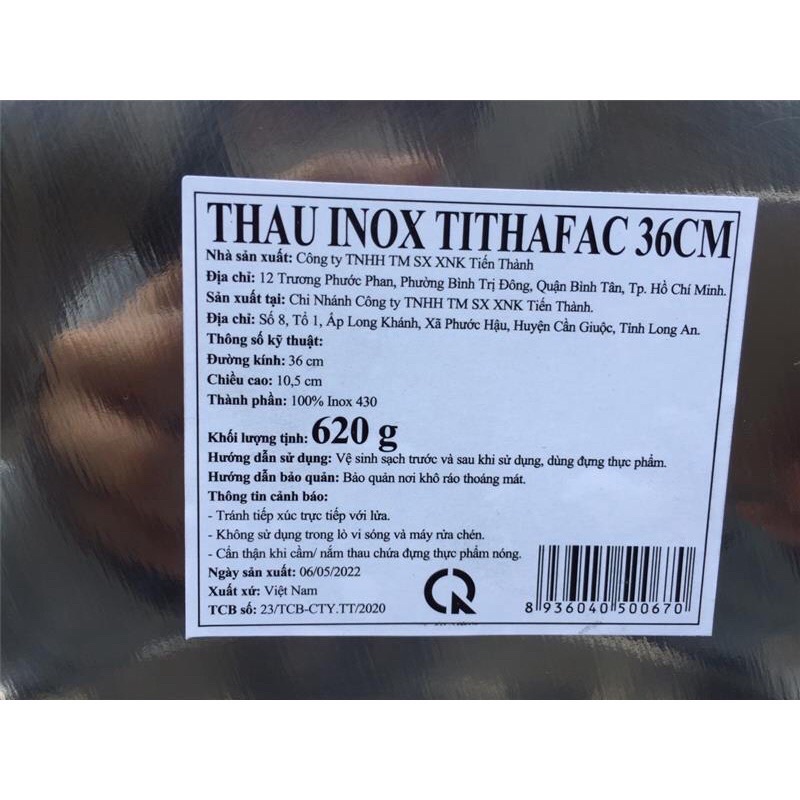 THAU INOX TITHAFAC 36CM
Nhà sản xuất: Công ty TNHH TM SX XNK Tiến Thành
Địa chỉ: 12 Trương Phước Phan, Phường Bình Trị Đông, Quận Bình Tân, Tp. Hồ Chí Minh.
Sản xuất tại: Chi Nhánh Công ty TNHH TM SX XNK Tiến Thành.
Địa chỉ: Số 8, Tổ 1, Ấp Long Khánh, Xã Phước Hậu, Huyện Cần Giuộc, Tỉnh Long An.
Thông số kỹ thuật:
Đường kính: 36 cm
Chiều cao: 10,5 cm
Thành phần: 100% Inox 430
Khối lượng tịnh: 620 g
Hướng dẫn sử dụng: Vệ sinh sạch trước và sau khi sử dụng, dùng đựng thực phẩm.
Hướng dẫn bảo quản: Bảo quản nơi khô ráo thoáng mát.
Thông tin cảnh báo:
- Tránh tiếp xúc trực tiếp với lửa.
- Không sử dụng trong lò vi sóng và máy rửa chén.
- Cẩn thận khi cầm/ nắm thau chứa đựng thực phẩm nóng.
Ngày sản xuất: 06/05/2022
Xuất xứ: Việt Nam
TCB số: 23/TCB-CTY.TT/2020
8 936040 500670